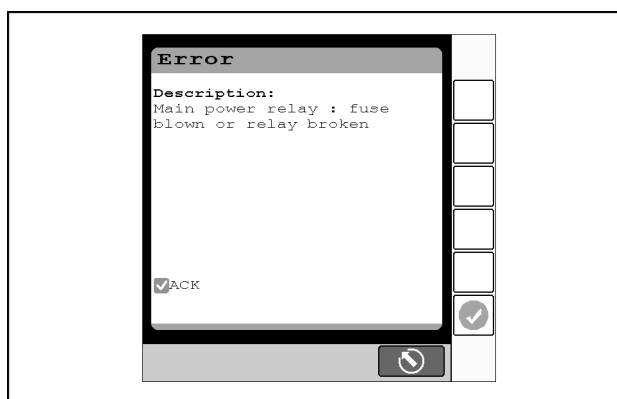 Error
Description:
Main power relay : fuse
blown or relay broken
ACK